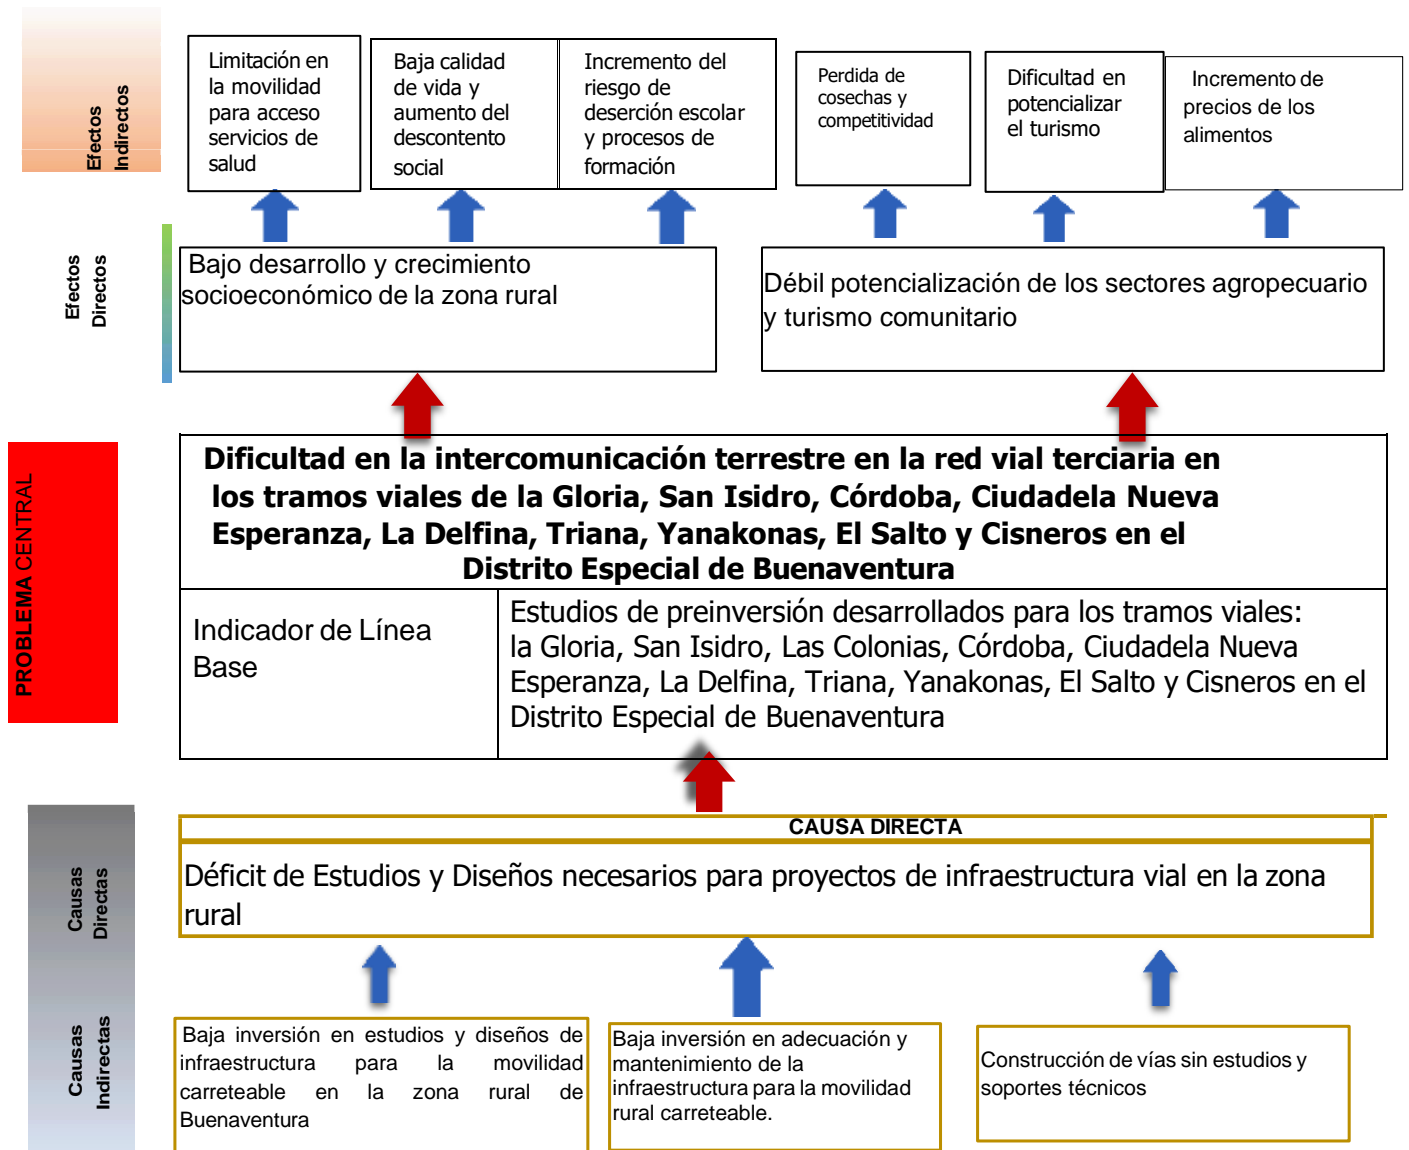 Efectos
Indirectos
Limitación en
la movilidad
para acceso
servicios de
salud
Baja calidad
de vida y
aumento del
descontento
social
Incremento del
riesgo de
deserción escolar
y procesos de
formación
Perdida de
cosechas y
competitividad
Dificultad en
potencializar
el turismo
Incremento de
precios de los
alimentos
Efectos
Directos
Bajo desarrollo y crecimiento
socioeconómico de la zona rural
Débil potencialización de los sectores agropecuario
y turismo comunitario
PROBLEMA CENTRAL
Dificultad en la intercomunicación terrestre en la red vial terciaria en
los tramos viales de la Gloria, San Isidro, Córdoba, Ciudadela Nueva
Esperanza, La Delfina, Triana, Yanakonas, El Salto y Cisneros en el
Distrito Especial de Buenaventura
Indicador de Línea
Base
Estudios de preinversión desarrollados para los tramos viales:
la Gloria, San Isidro, Las Colonias, Córdoba, Ciudadela Nueva
Esperanza, La Delfina, Triana, Yanakonas, El Salto y Cisneros en el
Distrito Especial de Buenaventura
Causas
Directas
CAUSA DIRECTA
Déficit de Estudios y Diseños necesarios para proyectos de infraestructura vial en la zona
rural
Causas
Indirectas
Baja inversión en estudios y diseños de
infraestructura para la movilidad
carreteable en la zona rural de
Buenaventura
Baja inversión en adecuación y
mantenimiento de la
infraestructura para la movilidad
rural carreteable.
Construcción de vías sin estudios y
soportes técnicos